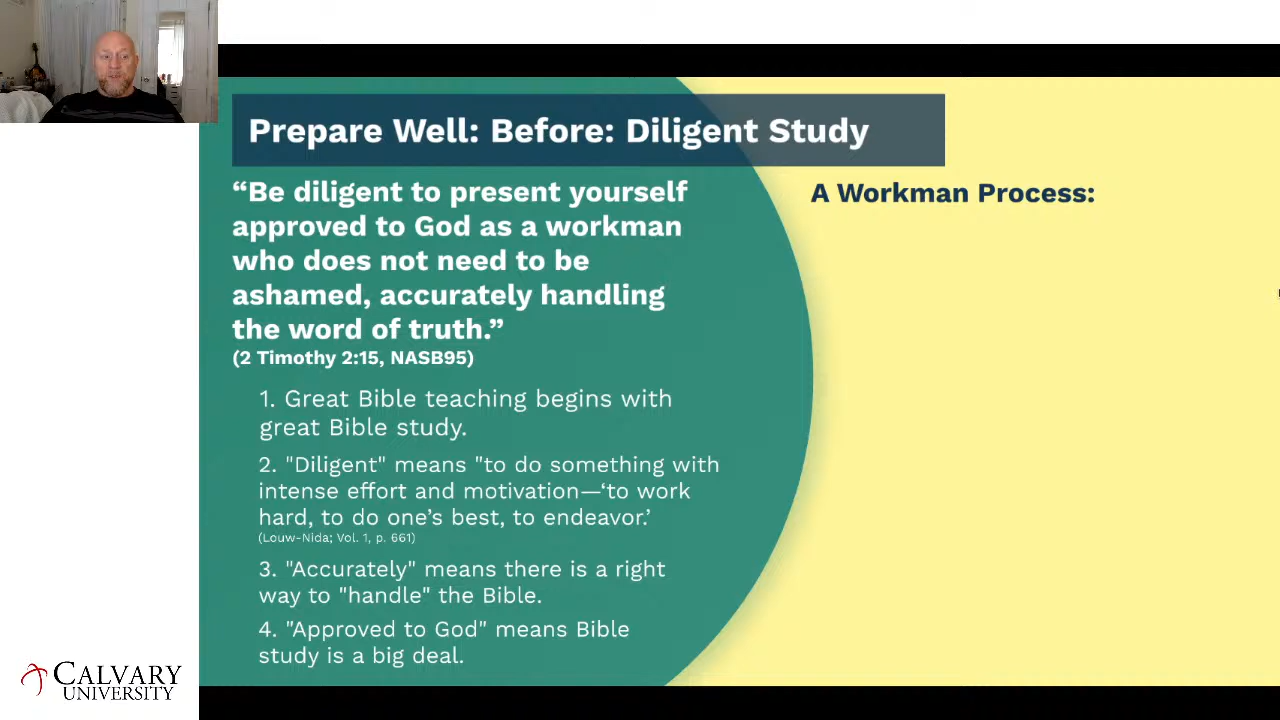 Prepare Well: Before: Diligent Study
“Be diligent to present yourself
approved to God as a workman
who does not need to be
ashamed, accurately handling
the word of truth.”
(2 Timothy 2:15, NASB95)
1. Great Bible teaching begins with
great Bible study.
2. "Diligent" means "to do something with
intense effort and motivation—‘to work
hard, to do one’s best, to endeavor.’
(Louw-Nida; Vol. 1, p. 661)
3. "Accurately" means there is a right
way to "handle" the Bible.
4. "Approved to God" means Bible
study is a big deal.
A Workman Process:
CALVARY
UNIVERSITY